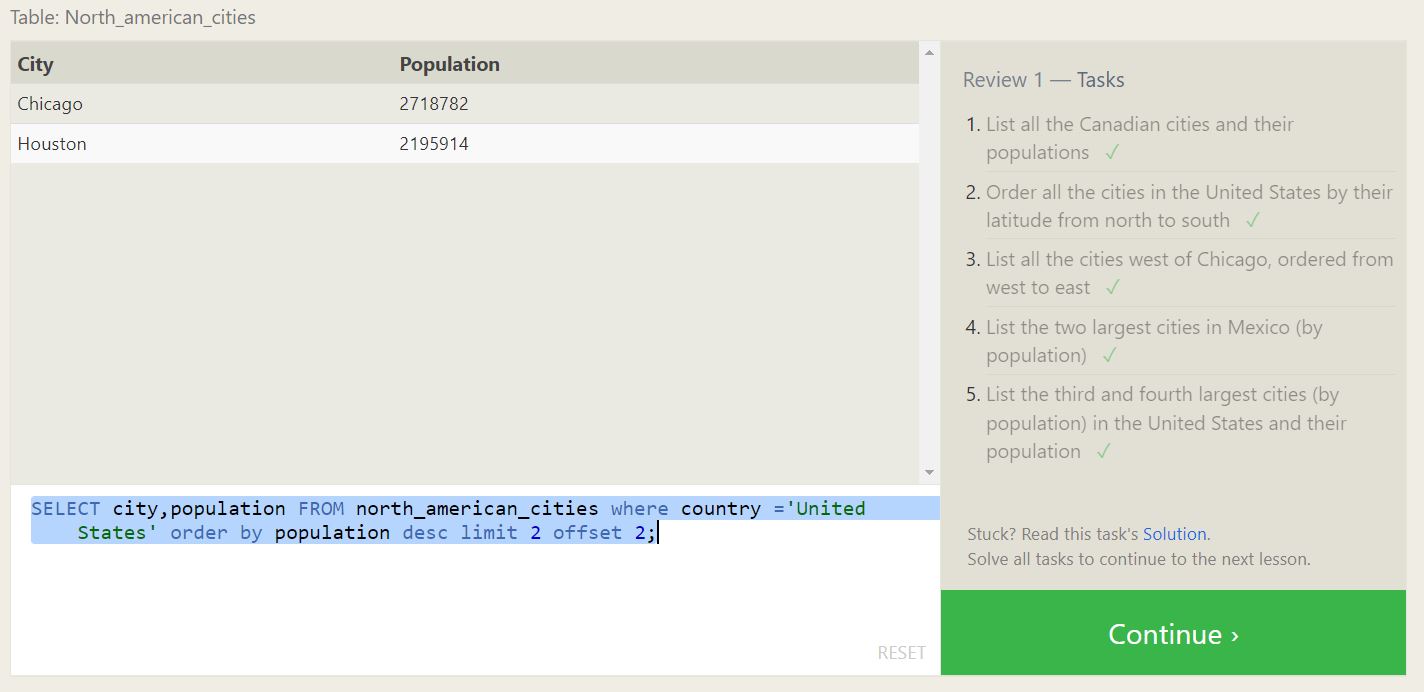 Table: North_american_cities
City Population
Chicago 2718782
Houston 2195914
SELECT city,population FROM north_american_cities where country ='United
States' order by population desc limit 2 offset 2;
RESET
Review 1 — Tasks
1. List all the Canadian cities and their
populations ✓
2. Order all the cities in the United States by their
latitude from north to south ✓
3. List all the cities west of Chicago, ordered from
west to east ✓
4. List the two largest cities in Mexico (by
population) ✓
5. List the third and fourth largest cities (by
population) in the United States and their
population ✓
Stuck? Read this task's Solution.
Solve all tasks to continue to the next lesson.
Continue ›